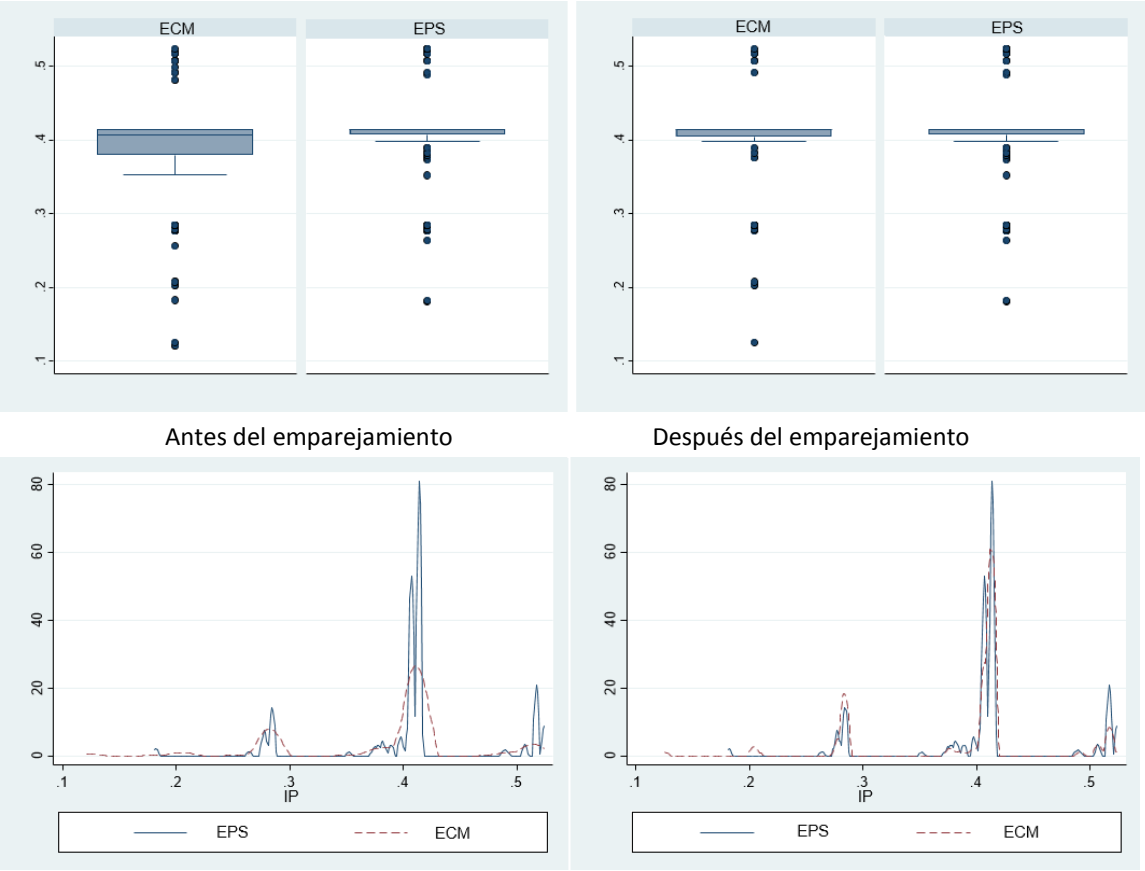 ECM EPS ECM EPS
.5 .5
.4 .4
.3 .3
.2 .2
.1 .1
Antes del emparejamiento Después del emparejamiento
80 80
60 60
40 40
20 20
0 0
.1 .2 .3 .4 .5 .1 .2 .3 .4 .5
IP IP
EPS ECM EPS ECM